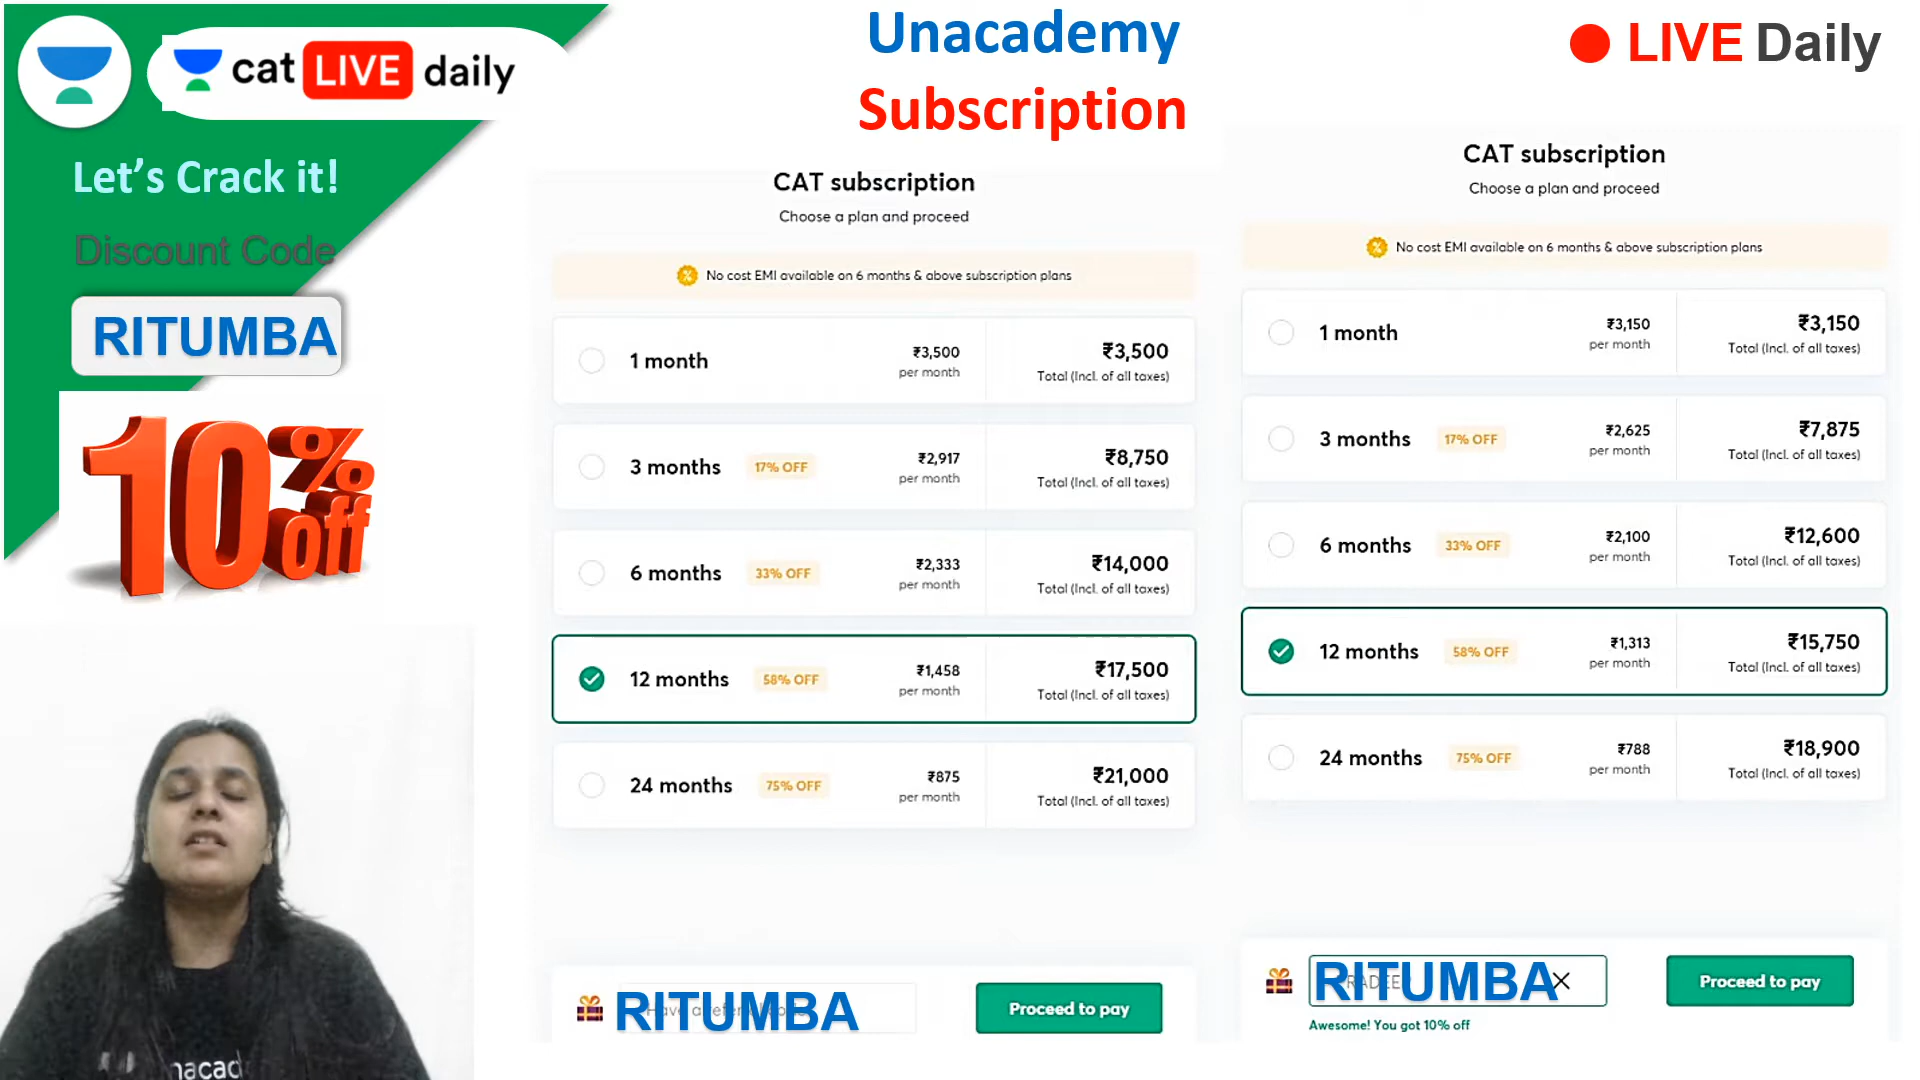 cat LIVE daily
Let's Crack it!
Discount Code
RITUMBA
10% off
Unacademy
Subscription
LIVE Daily
CAT subscription
Choose a plan and proceed
No cost EMI available on 6 months & above subscription plans
1 month ₹3,500 per month ₹3,500 Total (Incl. of all taxes)
3 months 17% OFF ₹2,917 per month ₹8,750 Total (Incl. of all taxes)
6 months 33% OFF ₹2,333 per month ₹14,000 Total (Incl. of all taxes)
12 months 58% OFF ₹1,458 per month ₹17,500 Total (Incl. of all taxes)
24 months 75% OFF ₹875 per month ₹21,000 Total (Incl. of all taxes)
RITUMBA
Proceed to pay
CAT subscription
Choose a plan and proceed
No cost EMI available on 6 months & above subscription plans
1 month ₹3,150 per month ₹3,150 Total (Incl. of all taxes)
3 months 17% OFF ₹2,625 per month ₹7,875 Total (Incl. of all taxes)
6 months 33% OFF ₹2,100 per month ₹12,600 Total (Incl. of all taxes)
12 months 58% OFF ₹1,313 per month ₹15,750 Total (Incl. of all taxes)
24 months 75% OFF ₹788 per month ₹18,900 Total (Incl. of all taxes)
RITUMBA
Proceed to pay
Awesome! You got 10% off